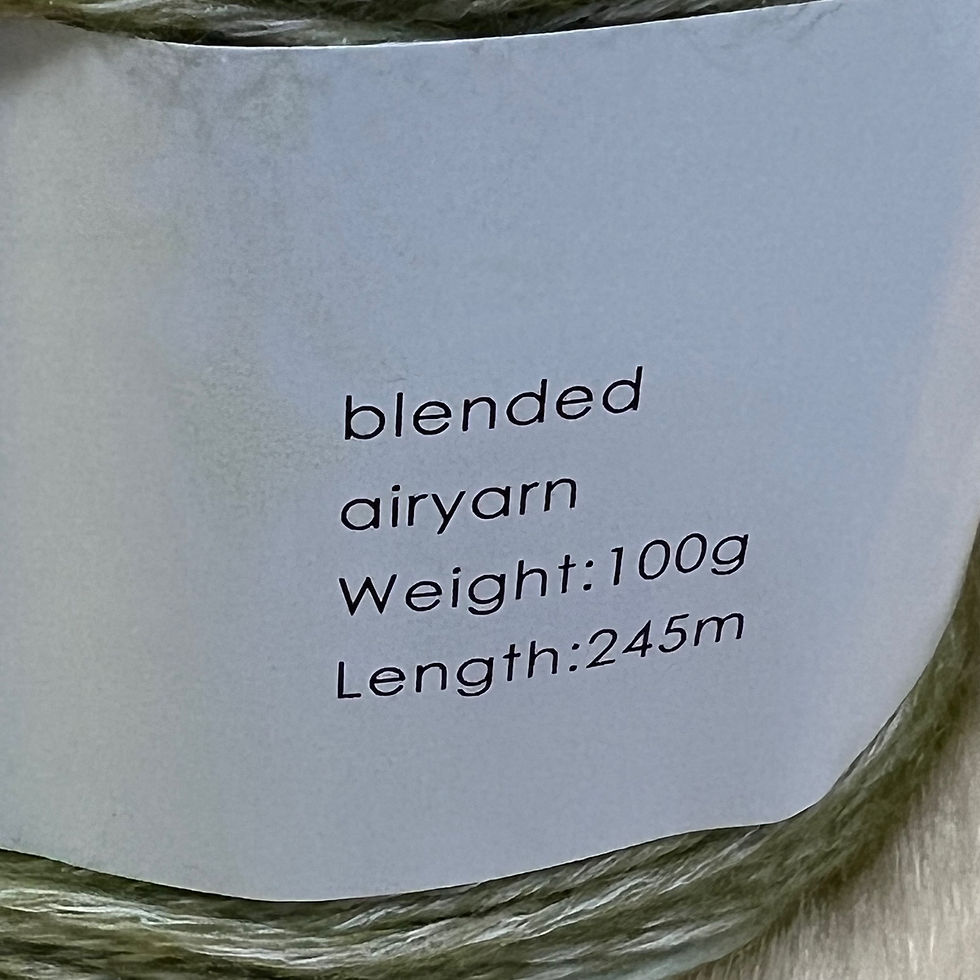 blended
airyarn
Weight:100g
Length:245m